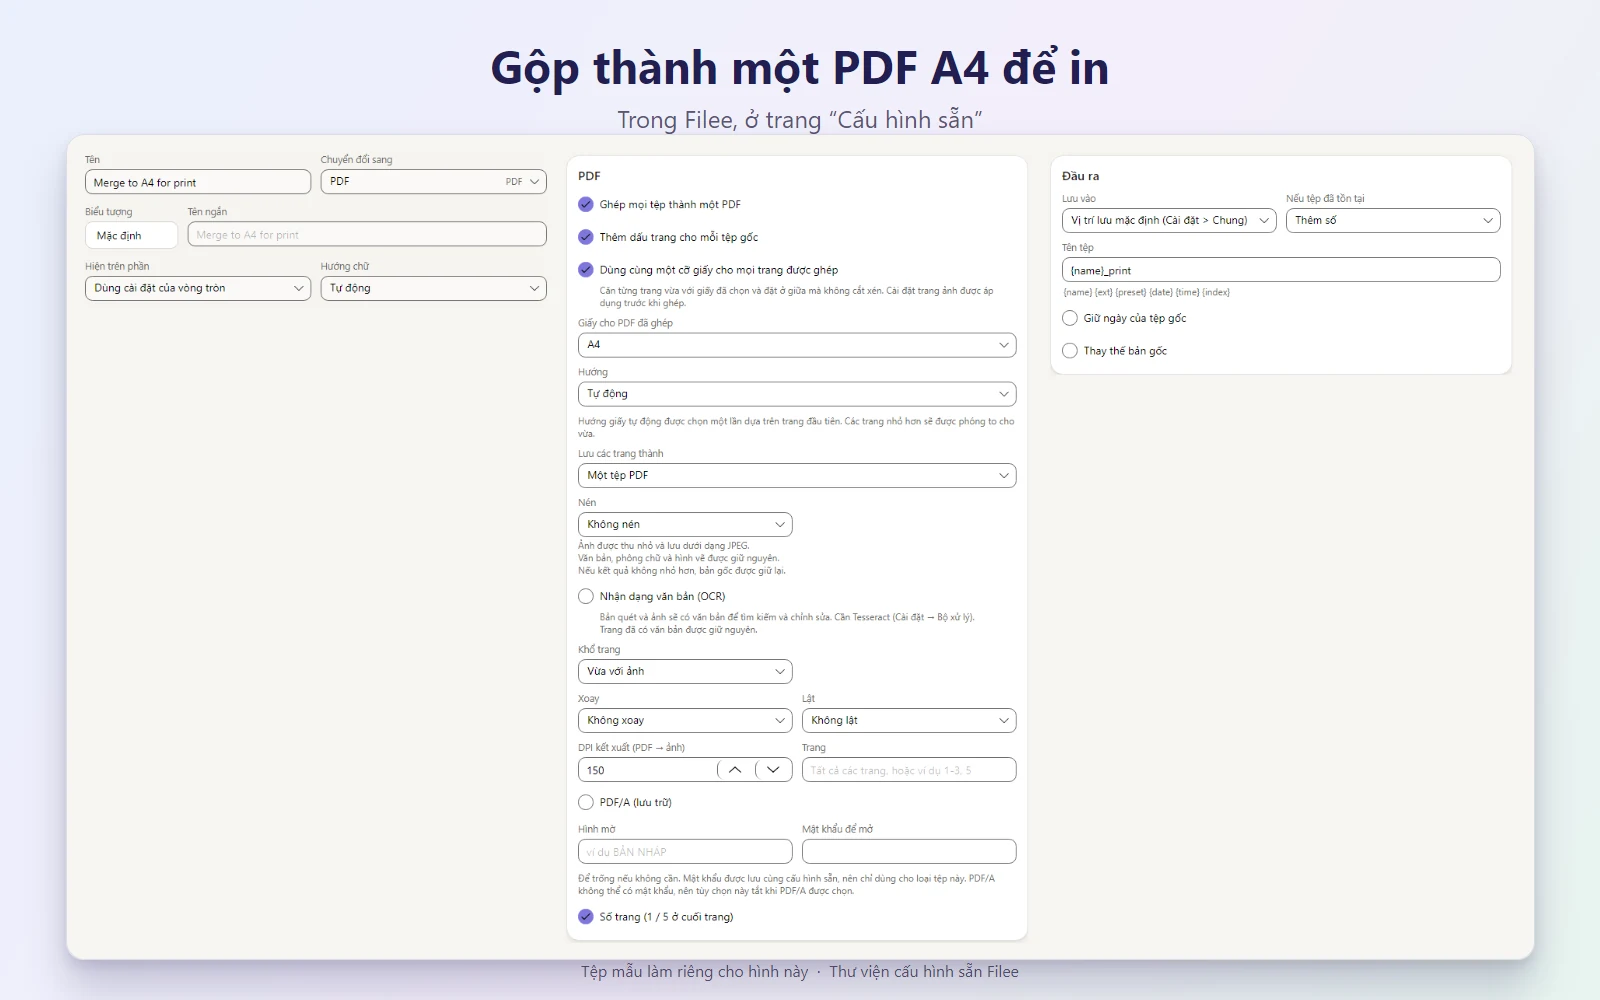 Gộp thành một PDF A4 để in
Trong Filee, ở trang “Cấu hình sẵn”
Tên
Merge to A4 for print
Chuyển đổi sang
PDF PDF
Biểu tượng
Mặc định
Tên ngắn
Merge to A4 for print
Hiện trên phần
Dùng cài đặt của vòng tròn
Hướng chữ
Tự động
PDF
Ghép mọi tệp thành một PDF
Thêm dấu trang cho mỗi tệp gốc
Dùng cùng một cỡ giấy cho mọi trang được ghép
Căn từng trang vừa với giấy đã chọn và đặt ở giữa mà không cắt xén. Cài đặt trang ảnh được áp
dụng trước khi ghép.
Giấy cho PDF đã ghép
A4
Hướng
Tự động
Hướng giấy tự động được chọn một lần dựa trên trang đầu tiên. Các trang nhỏ hơn sẽ được phóng to cho
vừa.
Lưu các trang thành
Một tệp PDF
Nén
Không nén
Ảnh được thu nhỏ và lưu dưới dạng JPEG.
Văn bản, phông chữ và hình vẽ được giữ nguyên.
Nếu kết quả không nhỏ hơn, bản gốc được giữ lại.
Nhận dạng văn bản (OCR)
Bản quét và ảnh sẽ có văn bản để tìm kiếm và chỉnh sửa. Cần Tesseract (Cài đặt → Bộ xử lý).
Trang đã có văn bản được giữ nguyên.
Khổ trang
Vừa với ảnh
Xoay
Không xoay
Lật
Không lật
DPI kết xuất (PDF → ảnh)
150
Trang
Tất cả các trang, hoặc ví dụ 1-3, 5
PDF/A (lưu trữ)
Hình mờ
ví dụ BẢN NHÁP
Mật khẩu để mở
Để trống nếu không cần. Mật khẩu được lưu cùng cấu hình sẵn, nên chỉ dùng cho loại tệp này. PDF/A
không thể có mật khẩu, nên tùy chọn này tắt khi PDF/A được chọn.
Số trang (1 / 5 ở cuối trang)
Đầu ra
Lưu vào
Vị trí lưu mặc định (Cài đặt > Chung)
Nếu tệp đã tồn tại
Thêm số
Tên tệp
{name}_print
{name} {ext} {preset} {date} {time} {index}
Giữ ngày của tệp gốc
Thay thế bản gốc
Tệp mẫu làm riêng cho hình này · Thư viện cấu hình sẵn Filee